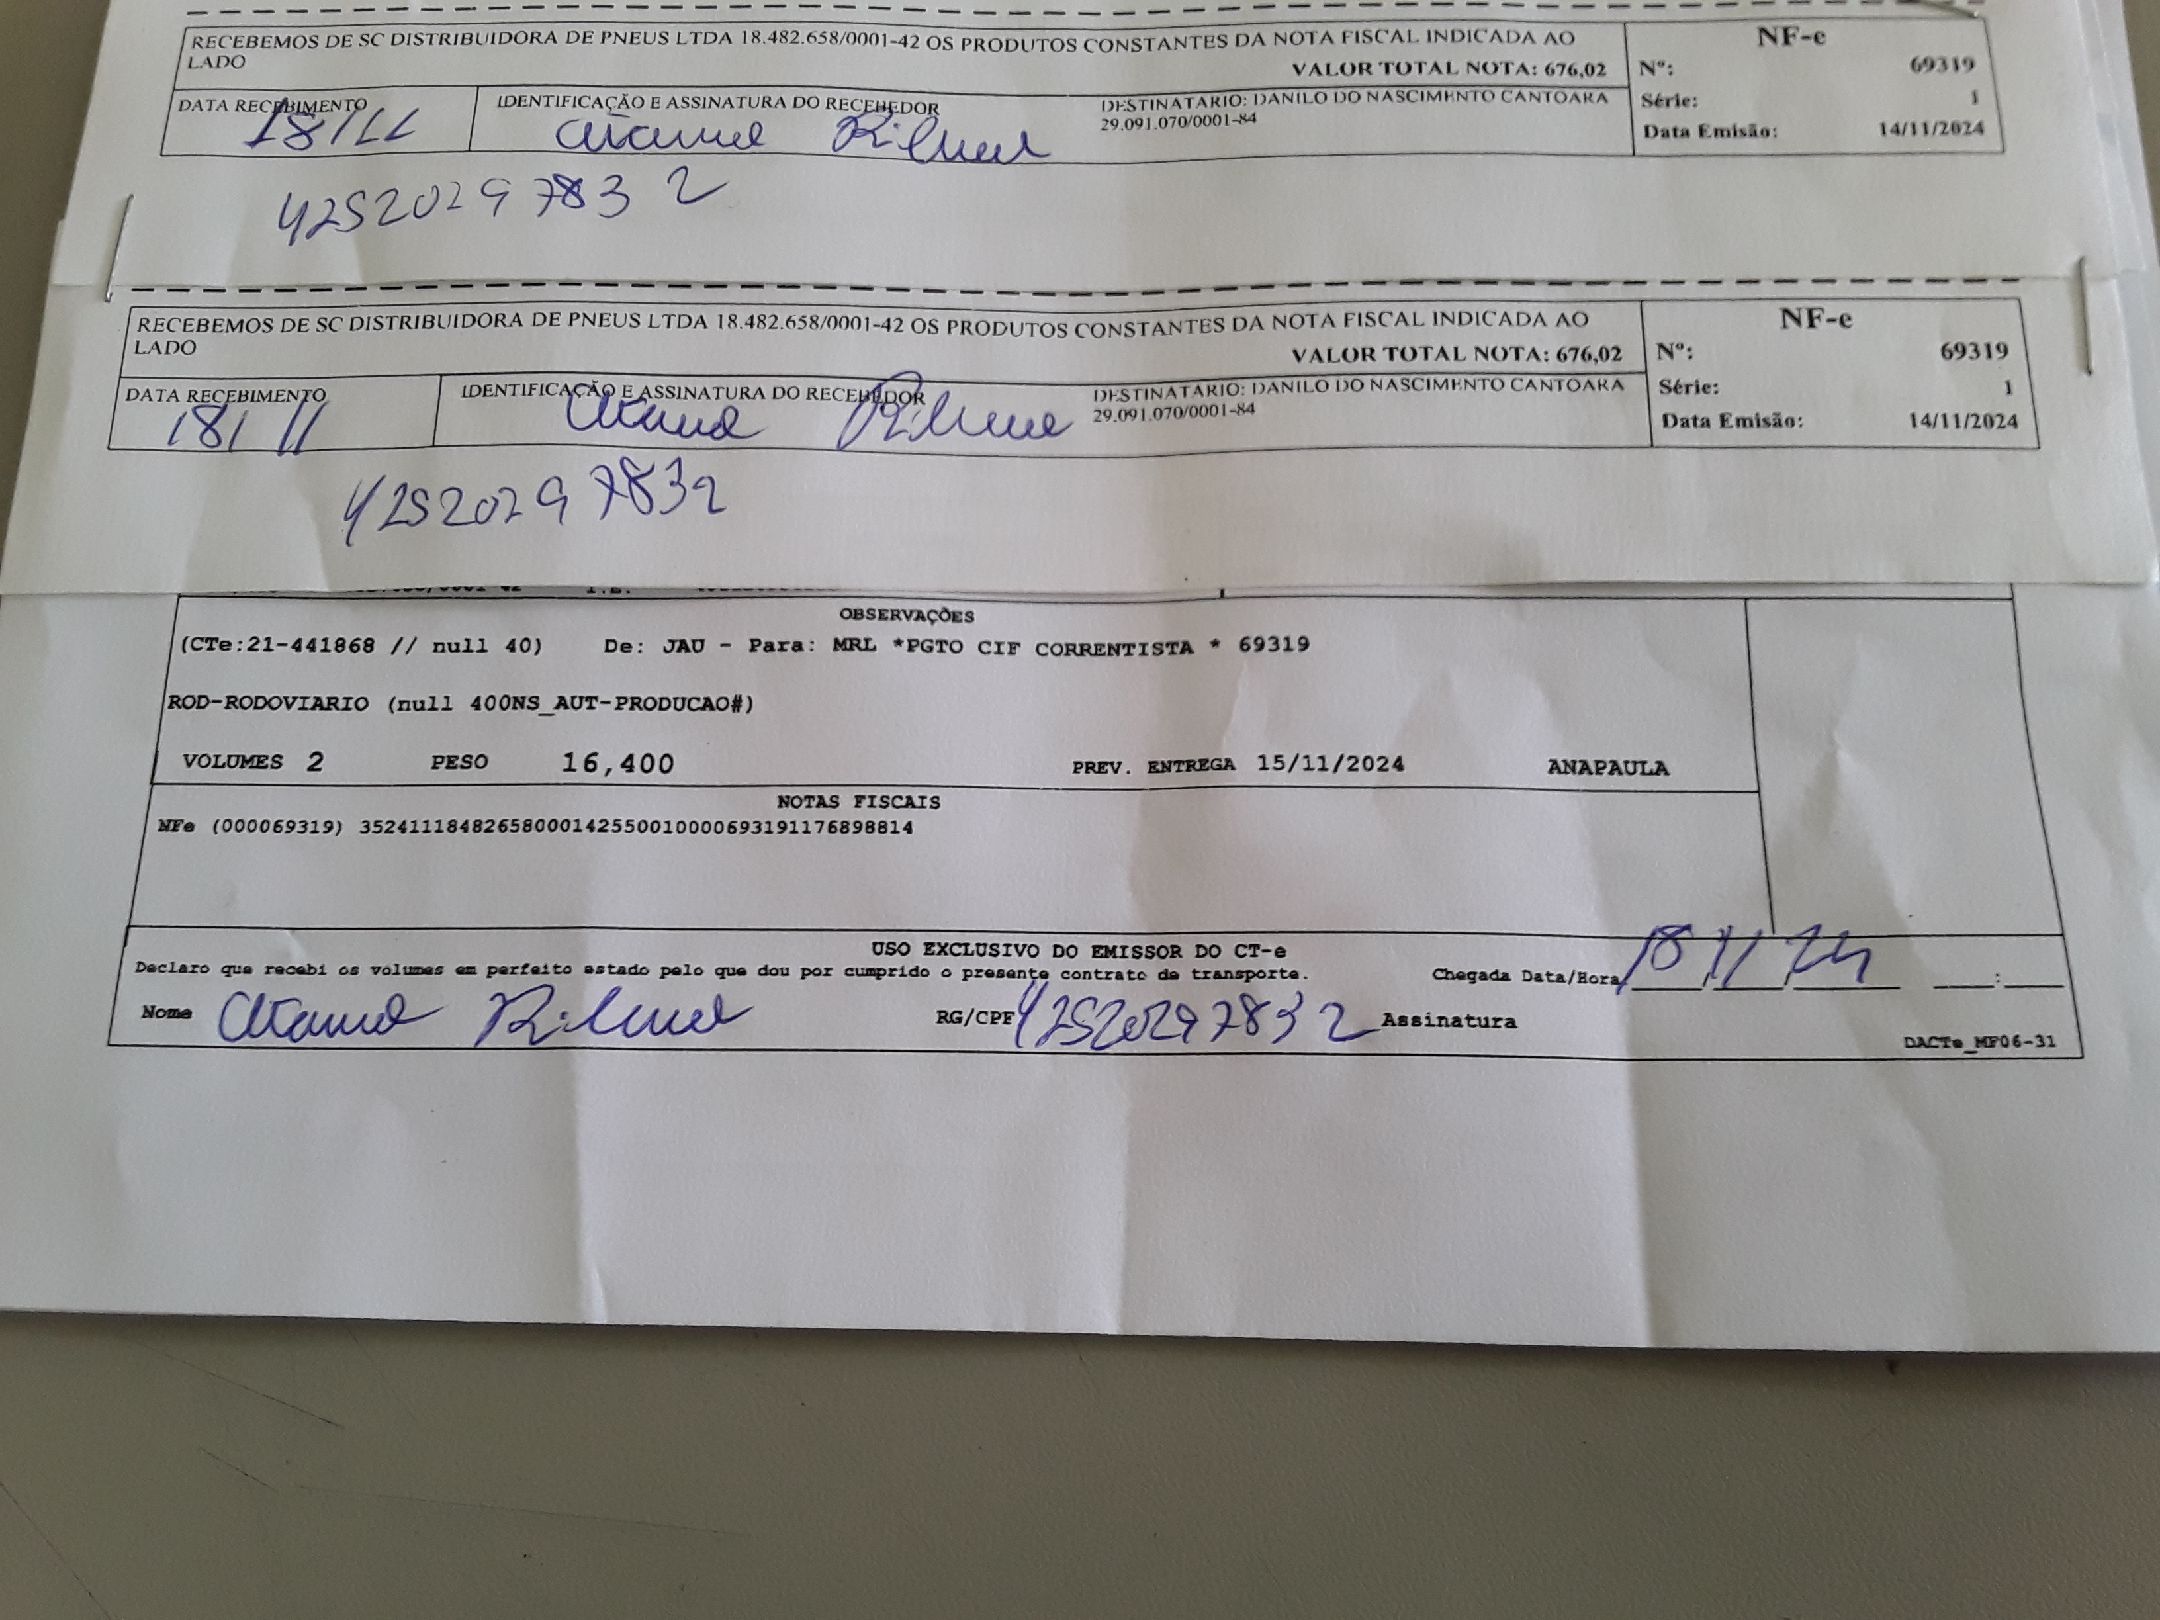 RECEBEMOS DE SC DISTRIBUIDORA DE PNEUS LTDA 18.482.658/0001-42 OS PRODUTOS CONSTANTES DA NOTA FISCAL INDICADA AO
LADO
VALOR TOTAL NOTA: 676,02
NF-e
Nº: 69319
Série: 1
Data Emissão: 14/11/2024
DATA RECEBIMENTO
18/11
IDENTIFICAÇÃO E ASSINATURA DO RECEBEDOR
DESTINATARIO: DANILO DO NASCIMENTO CANTOARA
29.091.070/0001-84
42520297832
RECEBEMOS DE SC DISTRIBUIDORA DE PNEUS LTDA 18.482.658/0001-42 OS PRODUTOS CONSTANTES DA NOTA FISCAL INDICADA AO
LADO
VALOR TOTAL NOTA: 676,02
NF-e
Nº: 69319
Série: 1
Data Emissão: 14/11/2024
DATA RECEBIMENTO
18/11
IDENTIFICAÇÃO E ASSINATURA DO RECEBEDOR
DESTINATARIO: DANILO DO NASCIMENTO CANTOARA
29.091.070/0001-84
42520297832
OBSERVAÇÕES
(CTe:21-441868 // null 40) De: JAU - Para: MRL *PGTO CIF CORRENTISTA * 69319
ROD-RODOVIARIO (null 400NS_AUT-PRODUCAO#)
VOLUMES 2 PESO 16,400 PREV. ENTREGA 15/11/2024 ANAPAULA
NOTAS FISCAIS
NFe (000069319) 35241118482658000142550010000693191176898814
USO EXCLUSIVO DO EMISSOR DO CT-e
Declaro que recebi os volumes em perfeito estado pelo que dou por cumprido o presente contrato de transporte. Chegada Data/Hora 18/11/24 :
Nome RG/CPF 42520297832 Assinatura
DACTe_MF06-31